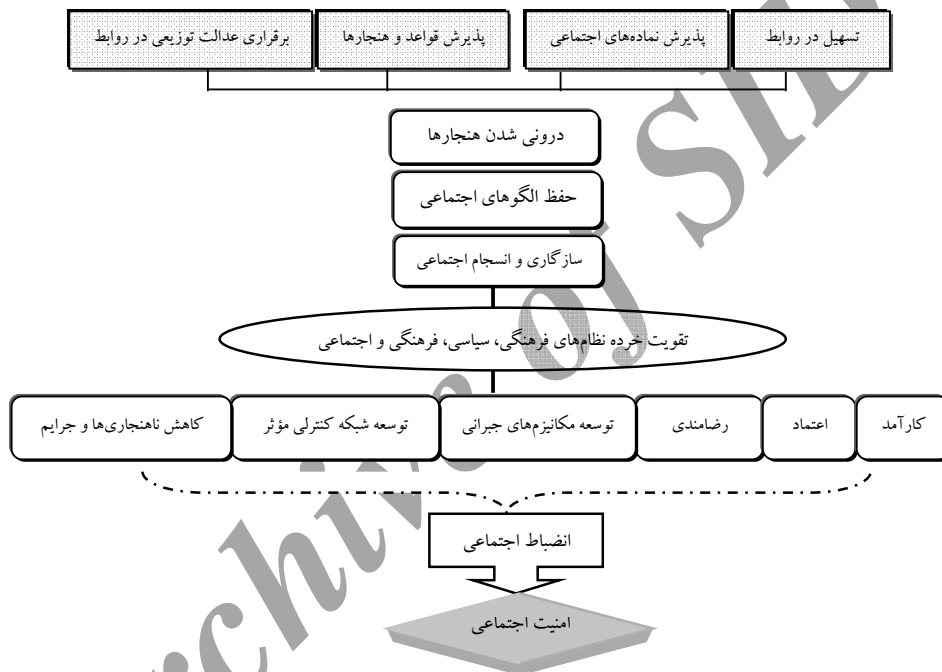 تسهیل در روابط
پذیرش نماده‌های اجتماعی
پذیرش قواعد و هنجارها
برقراری عدالت توزیعی در روابط
درونی شدن هنجارها
حفظ الگوهای اجتماعی
سازگاری و انسجام اجتماعی
تقویت خرده نظام‌های فرهنگی، سیاسی، فرهنگی و اجتماعی
کارآمد
اعتماد
رضامندی
توسعه مکانیزم‌های جبرانی
توسعه شبکه کنترلی مؤثر
کاهش ناهنجاری‌ها و جرایم
انضباط اجتماعی
امنیت اجتماعی